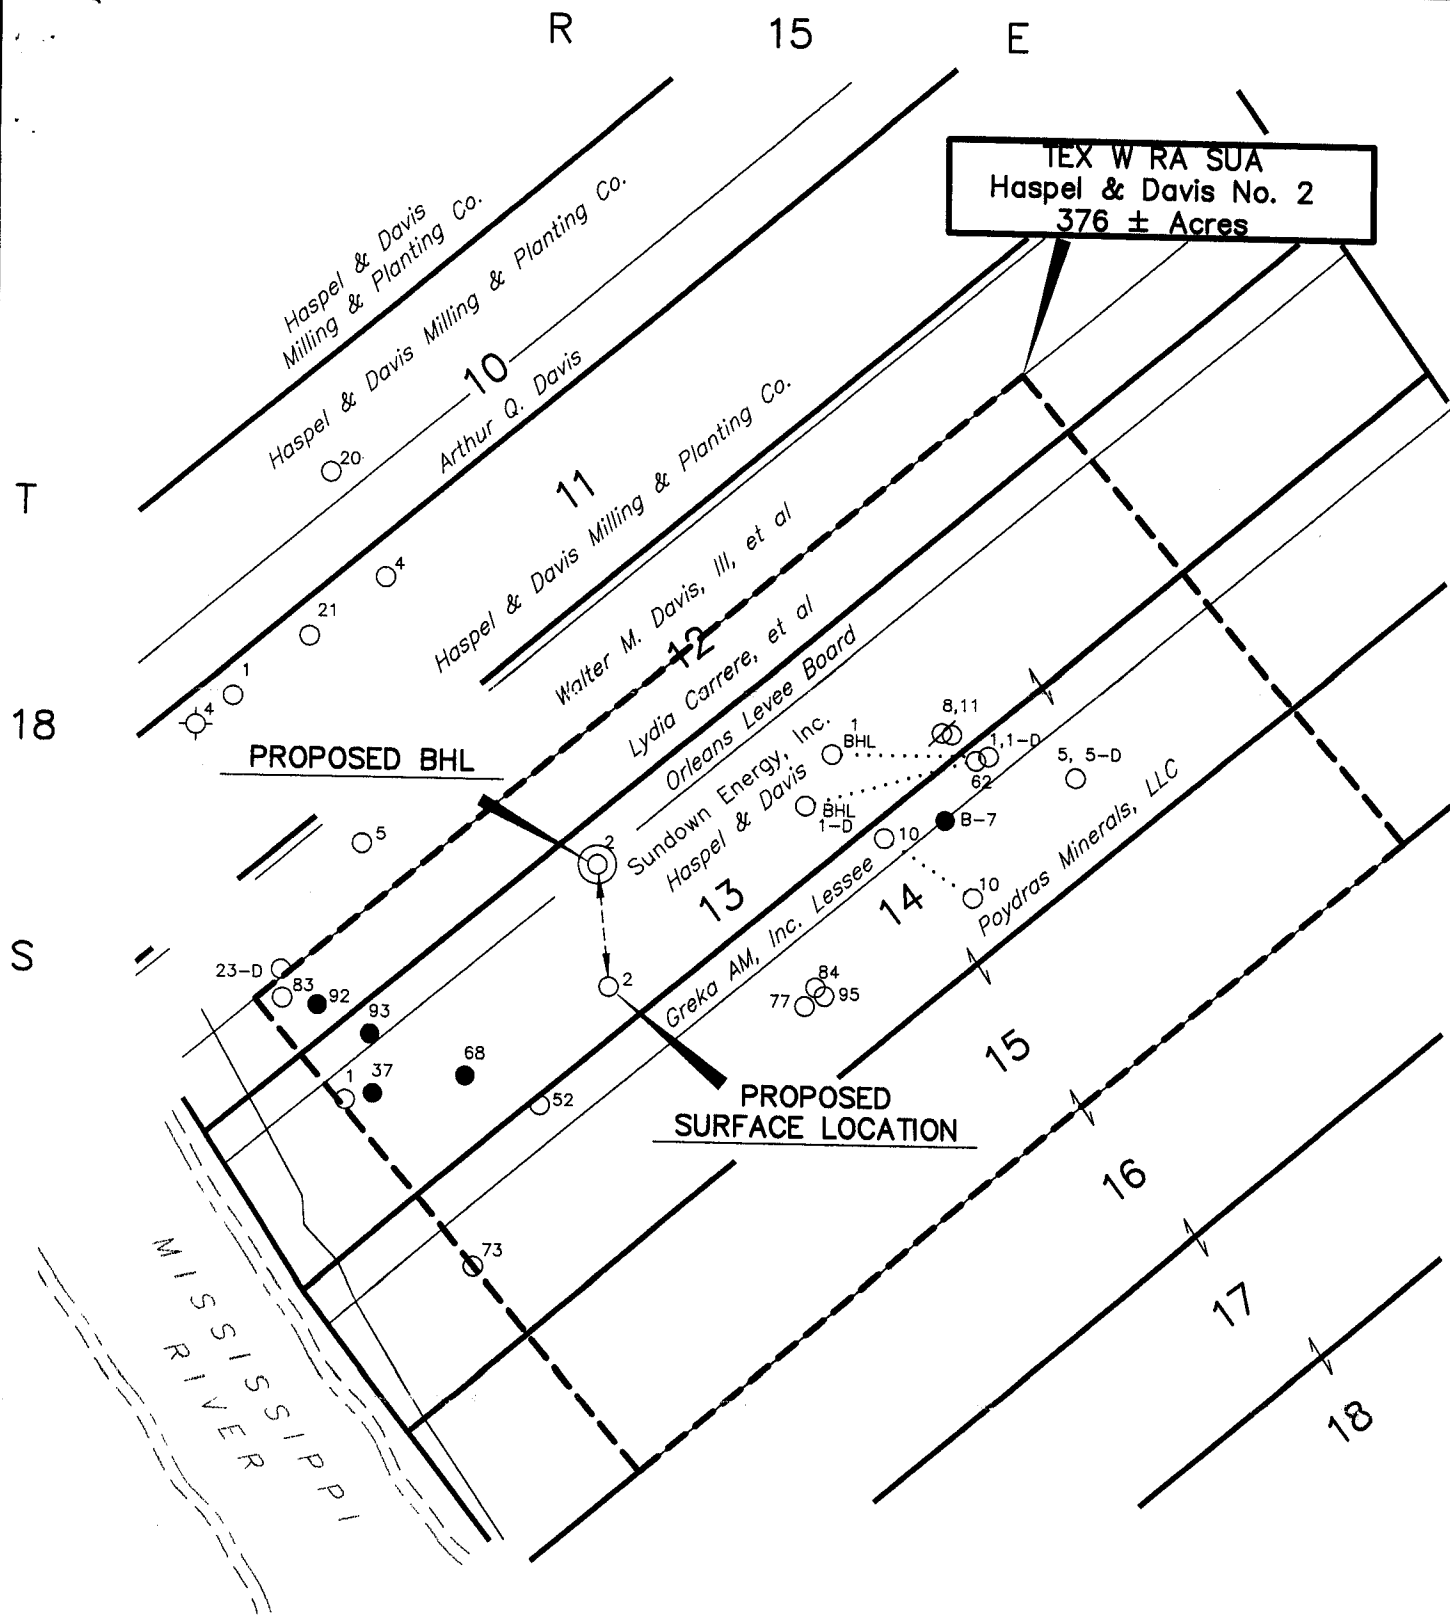 R 15 E
TEX W RA SUA
Haspel & Davis No. 2
376 ± Acres
Haspel & Davis
Milling & Planting Co.
Haspel & Davis Milling & Planting Co.
10
Arthur Q. Davis
20
T
11
Haspel & Davis Milling & Planting Co.
4
21
1
4
18
Walter M. Davis, III, et al
12
Lydia Carrere, et al
Orleans Levee Board
PROPOSED BHL
Sundown Energy, Inc.
Haspel & Davis
13
1
BHL
BHL
1-D
8,11
1,1-D
62
5, 5-D
B-7
10
10
14
Poydras Minerals, LLC
Greka AM, Inc. Lessee
5
2
2
S
23-D
83
92
93
84
77
95
15
1
37
68
52
PROPOSED
SURFACE LOCATION
16
73
17
18
MISSISSIPPI
RIVER